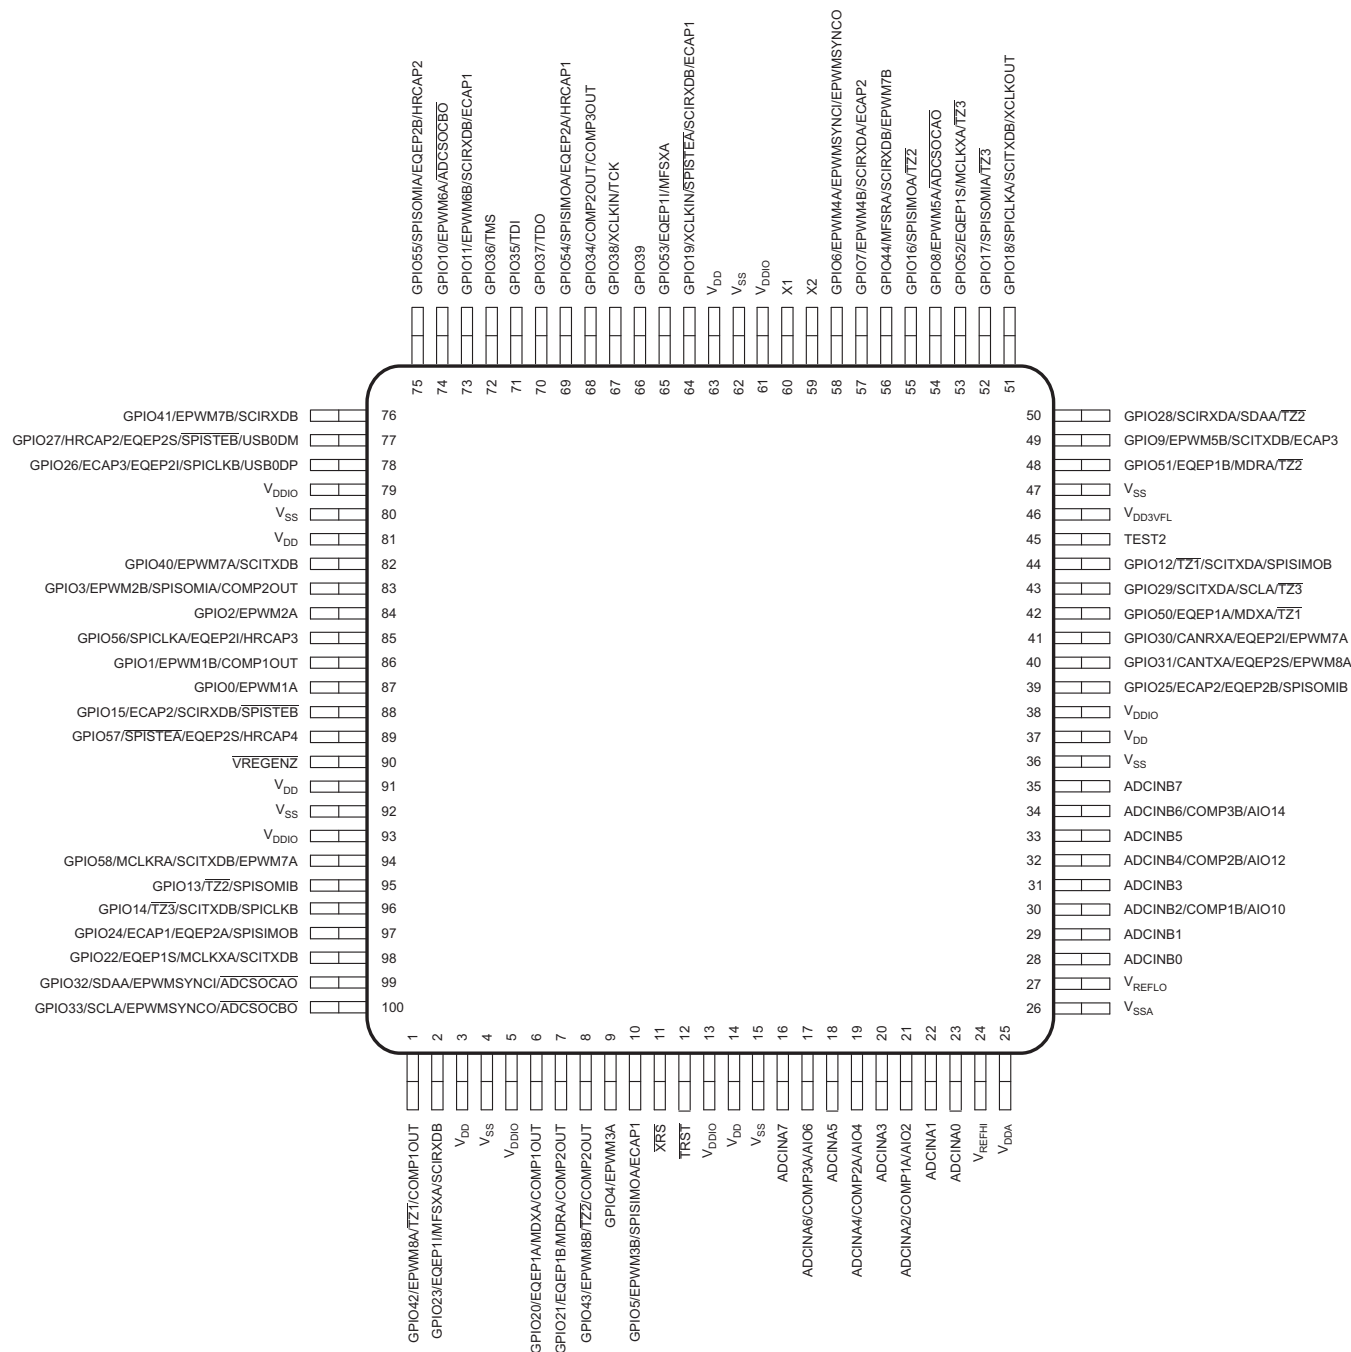 GPIO55/SPISOMIA/EQEP2B/HRCAP2
GPIO10/EPWM6A/ADCSOCBO
GPIO11/EPWM6B/SCIRXDB/ECAP1
GPIO36/TMS
GPIO35/TDI
GPIO37/TDO
GPIO54/SPISIMOA/EQEP2A/HRCAP1
GPIO34/COMP2OUT/COMP3OUT
GPIO38/XCLKIN/TCK
GPIO39
GPIO53/EQEP1I/MFSXA
GPIO19/XCLKIN/SPISTEA/SCIRXDB/ECAP1
VDD
VSS
VDDIO
X1
X2
GPIO6/EPWM4A/EPWMSYNCI/EPWMSYNCO
GPIO7/EPWM4B/SCIRXDA/ECAP2
GPIO44/MFSRA/SCIRXDB/EPWM7B
GPIO16/SPISIMOA/TZ2
GPIO8/EPWM5A/ADCSOCAO
GPIO52/EQEP1S/MCLKXA/TZ3
GPIO17/SPISOMIA/TZ3
GPIO18/SPICLKA/SCITXDB/XCLKOUT
75 74 73 72 71 70 69 68 67 66 65 64 63 62 61 60 59 58 57 56 55 54 53 52 51
GPIO41/EPWM7B/SCIRXDB 76
GPIO27/HRCAP2/EQEP2S/SPISTEB/USB0DM 77
GPIO26/ECAP3/EQEP2I/SPICLKB/USB0DP 78
VDDIO 79
VSS 80
VDD 81
GPIO40/EPWM7A/SCITXDB 82
GPIO3/EPWM2B/SPISOMIA/COMP2OUT 83
GPIO2/EPWM2A 84
GPIO56/SPICLKA/EQEP2I/HRCAP3 85
GPIO1/EPWM1B/COMP1OUT 86
GPIO0/EPWM1A 87
GPIO15/ECAP2/SCIRXDB/SPISTEB 88
GPIO57/SPISTEA/EQEP2S/HRCAP4 89
VREGENZ 90
VDD 91
VSS 92
VDDIO 93
GPIO58/MCLKRA/SCITXDB/EPWM7A 94
GPIO13/TZ2/SPISOMIB 95
GPIO14/TZ3/SCITXDB/SPICLKB 96
GPIO24/ECAP1/EQEP2A/SPISIMOB 97
GPIO22/EQEP1S/MCLKXA/SCITXDB 98
GPIO32/SDAA/EPWMSYNCI/ADCSOCAO 99
GPIO33/SCLA/EPWMSYNCO/ADCSOCBO 100
50 GPIO28/SCIRXDA/SDAA/TZ2
49 GPIO9/EPWM5B/SCITXDB/ECAP3
48 GPIO51/EQEP1B/MDRA/TZ2
47 VSS
46 VDD3VFL
45 TEST2
44 GPIO12/TZ1/SCITXDA/SPISIMOB
43 GPIO29/SCITXDA/SCLA/TZ3
42 GPIO50/EQEP1A/MDXA/TZ1
41 GPIO30/CANRXA/EQEP2I/EPWM7A
40 GPIO31/CANTXA/EQEP2S/EPWM8A
39 GPIO25/ECAP2/EQEP2B/SPISOMIB
38 VDDIO
37 VDD
36 VSS
35 ADCINB7
34 ADCINB6/COMP3B/AIO14
33 ADCINB5
32 ADCINB4/COMP2B/AIO12
31 ADCINB3
30 ADCINB2/COMP1B/AIO10
29 ADCINB1
28 ADCINB0
27 VREFLO
26 VSSA
1 2 3 4 5 6 7 8 9 10 11 12 13 14 15 16 17 18 19 20 21 22 23 24 25
GPIO42/EPWM8A/TZ1/COMP1OUT
GPIO23/EQEP1I/MFSXA/SCIRXDB
VDD
VSS
VDDIO
GPIO20/EQEP1A/MDXA/COMP1OUT
GPIO21/EQEP1B/MDRA/COMP2OUT
GPIO43/EPWM8B/TZ2/COMP2OUT
GPIO4/EPWM3A
GPIO5/EPWM3B/SPISIMOA/ECAP1
XRS
TRST
VDDIO
VDD
VSS
ADCINA7
ADCINA6/COMP3A/AIO6
ADCINA5
ADCINA4/COMP2A/AIO4
ADCINA3
ADCINA2/COMP1A/AIO2
ADCINA1
ADCINA0
VREFHI
VDDA